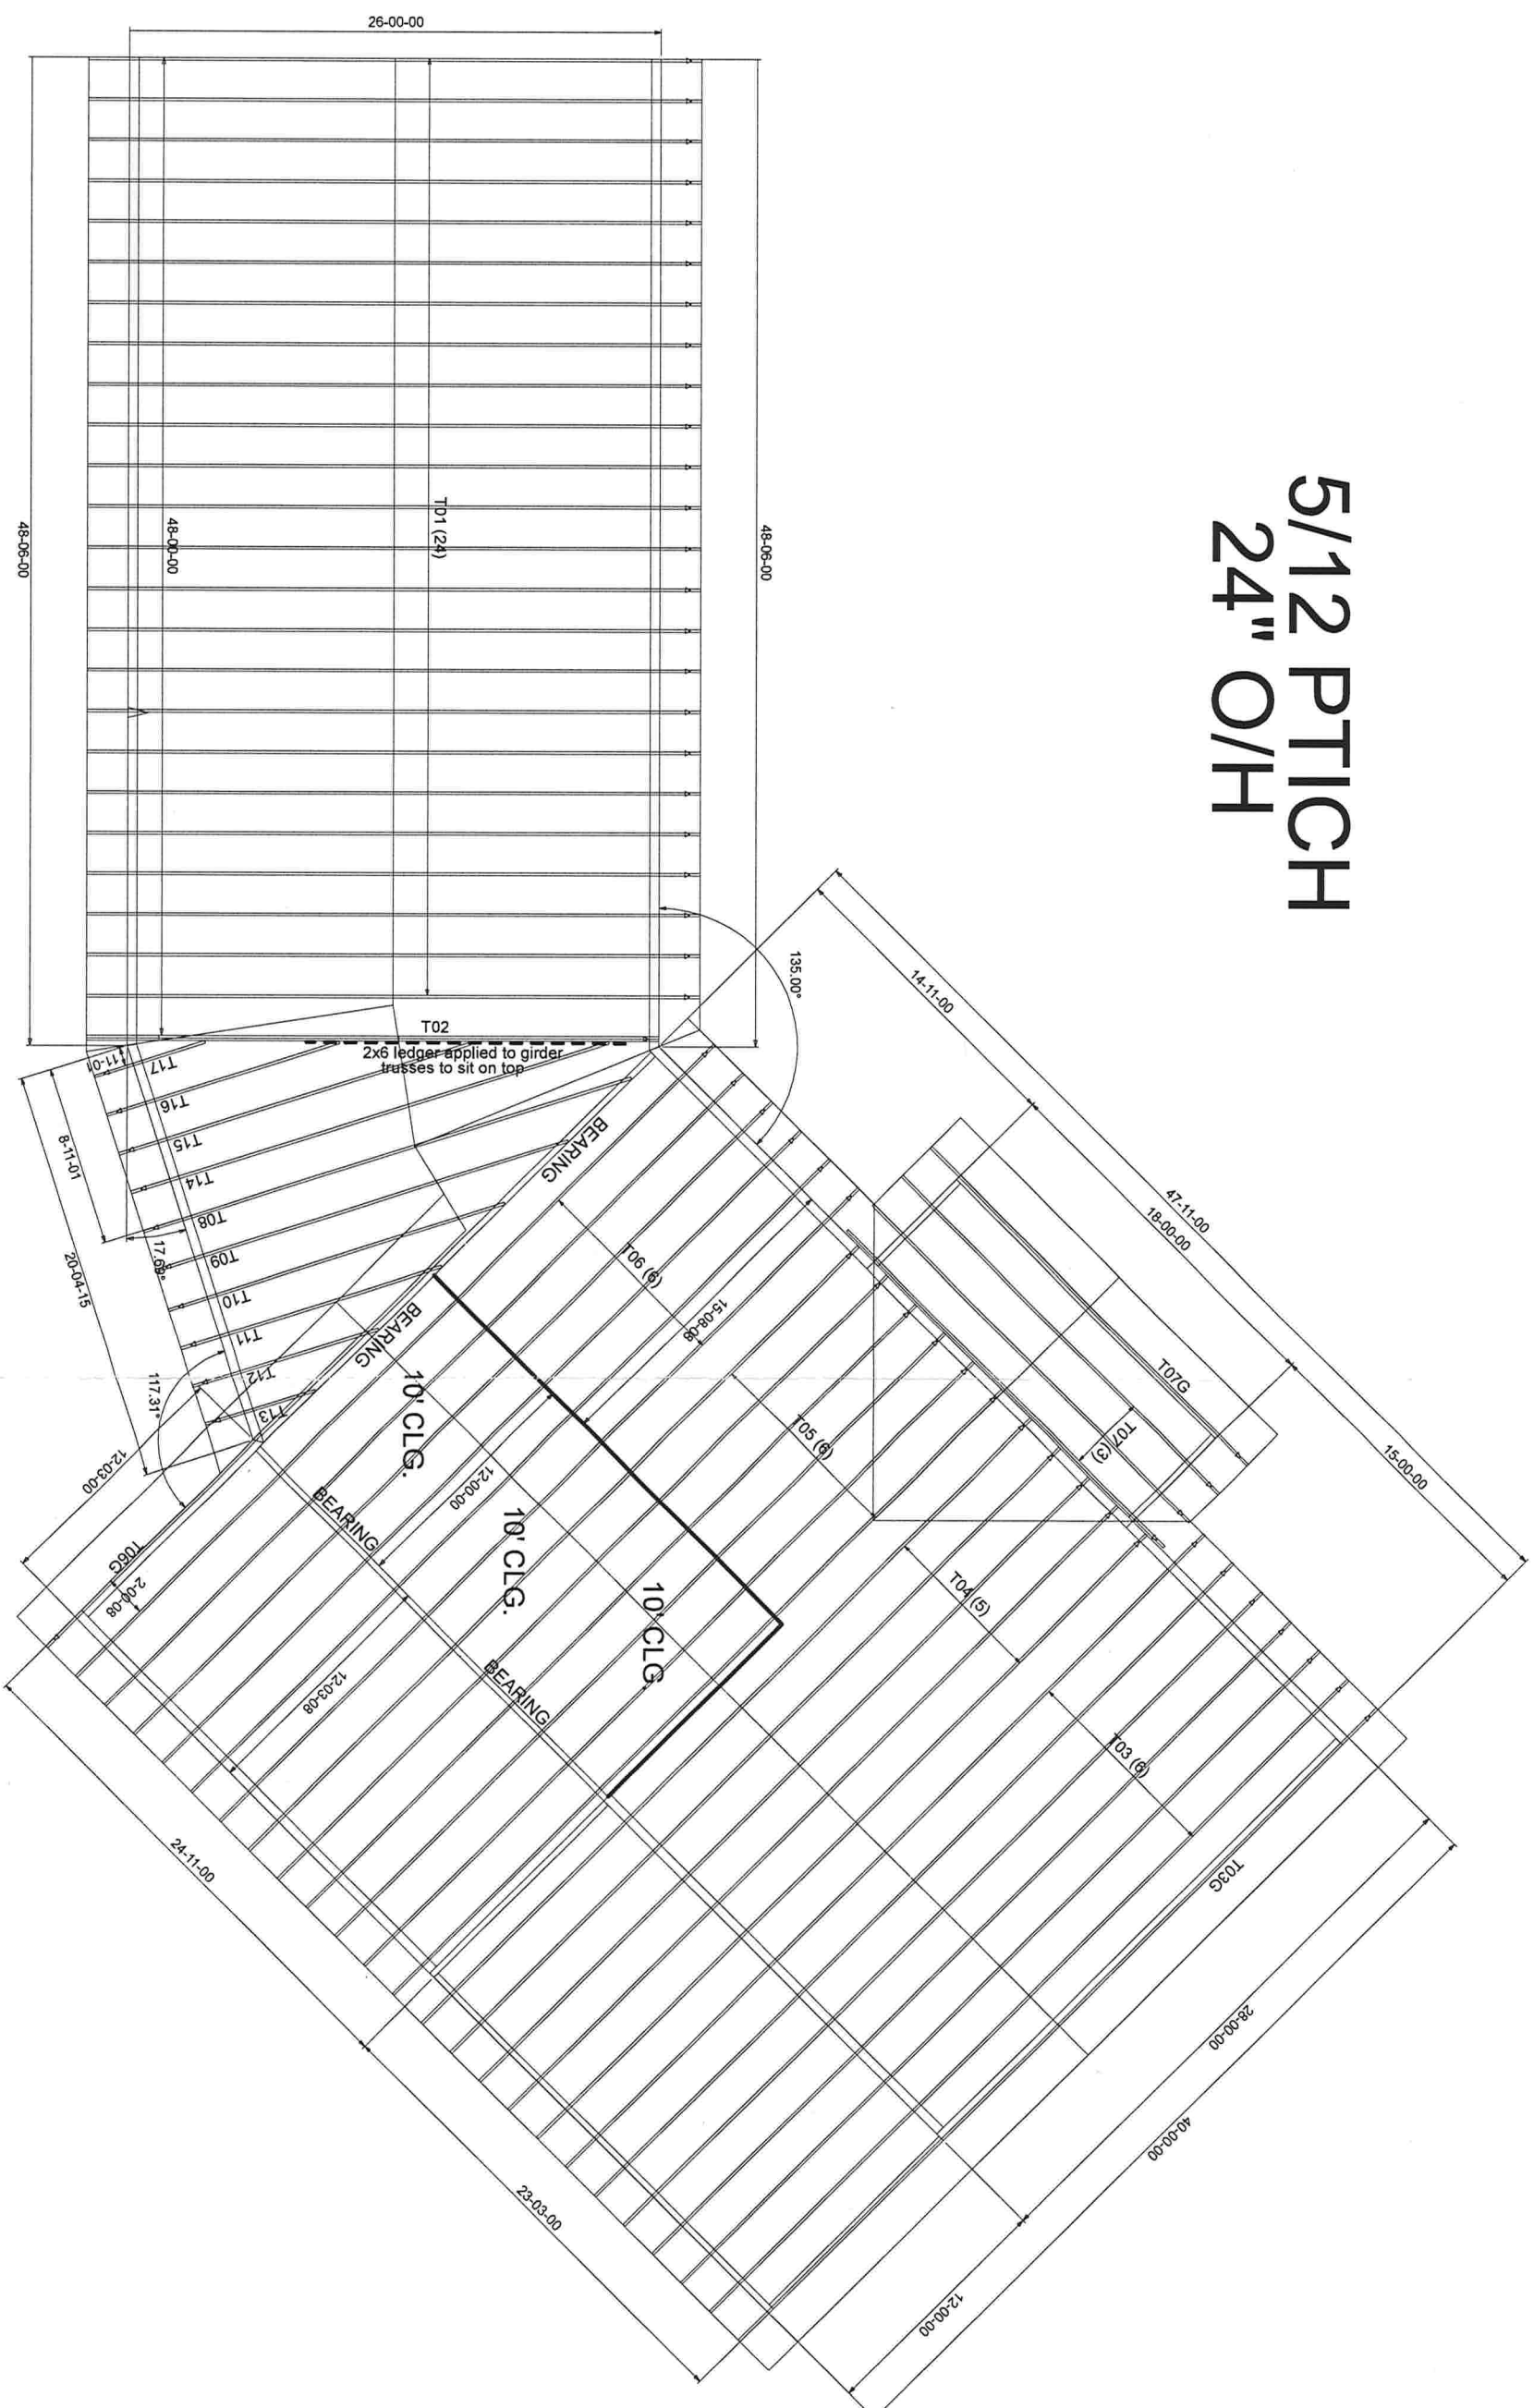 5/12 PTICH
24" O/H
26-00-00
48-06-00
48-00-00
T01 (24)
48-06-00
T02
2x6 ledger applied to girder
trusses to sit on top
135.00°
14-11-00
47-11-00
18-00-00
15-00-00
T07G
T07 (3)
T17
T16
T15
T14
T08
T09
T10
T11
T12
T13
11-01
8-11-01
17.69°
20-04-15
117.31°
12-03-00
BEARING
BEARING
BEARING
BEARING
T06 (6)
15-08-08
T05 (6)
T04 (5)
T03 (6)
T03G
10' CLG.
10' CLG.
10' CLG.
12-00-00
T06G
2-00-08
12-03-08
24-11-00
23-03-00
28-00-00
40-00-00
12-00-00